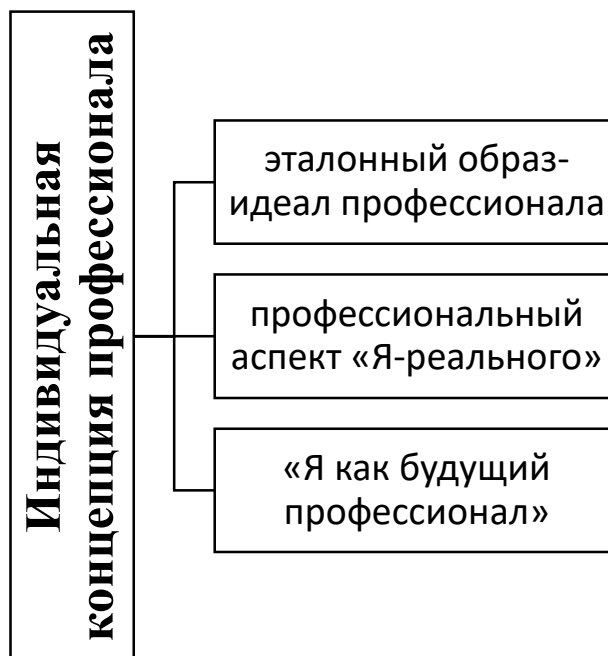 Индивидуальная
концепция профессионала
эталонный образ-
идеал профессионала
профессиональный
аспект «Я-реального»
«Я как будущий
профессионал»